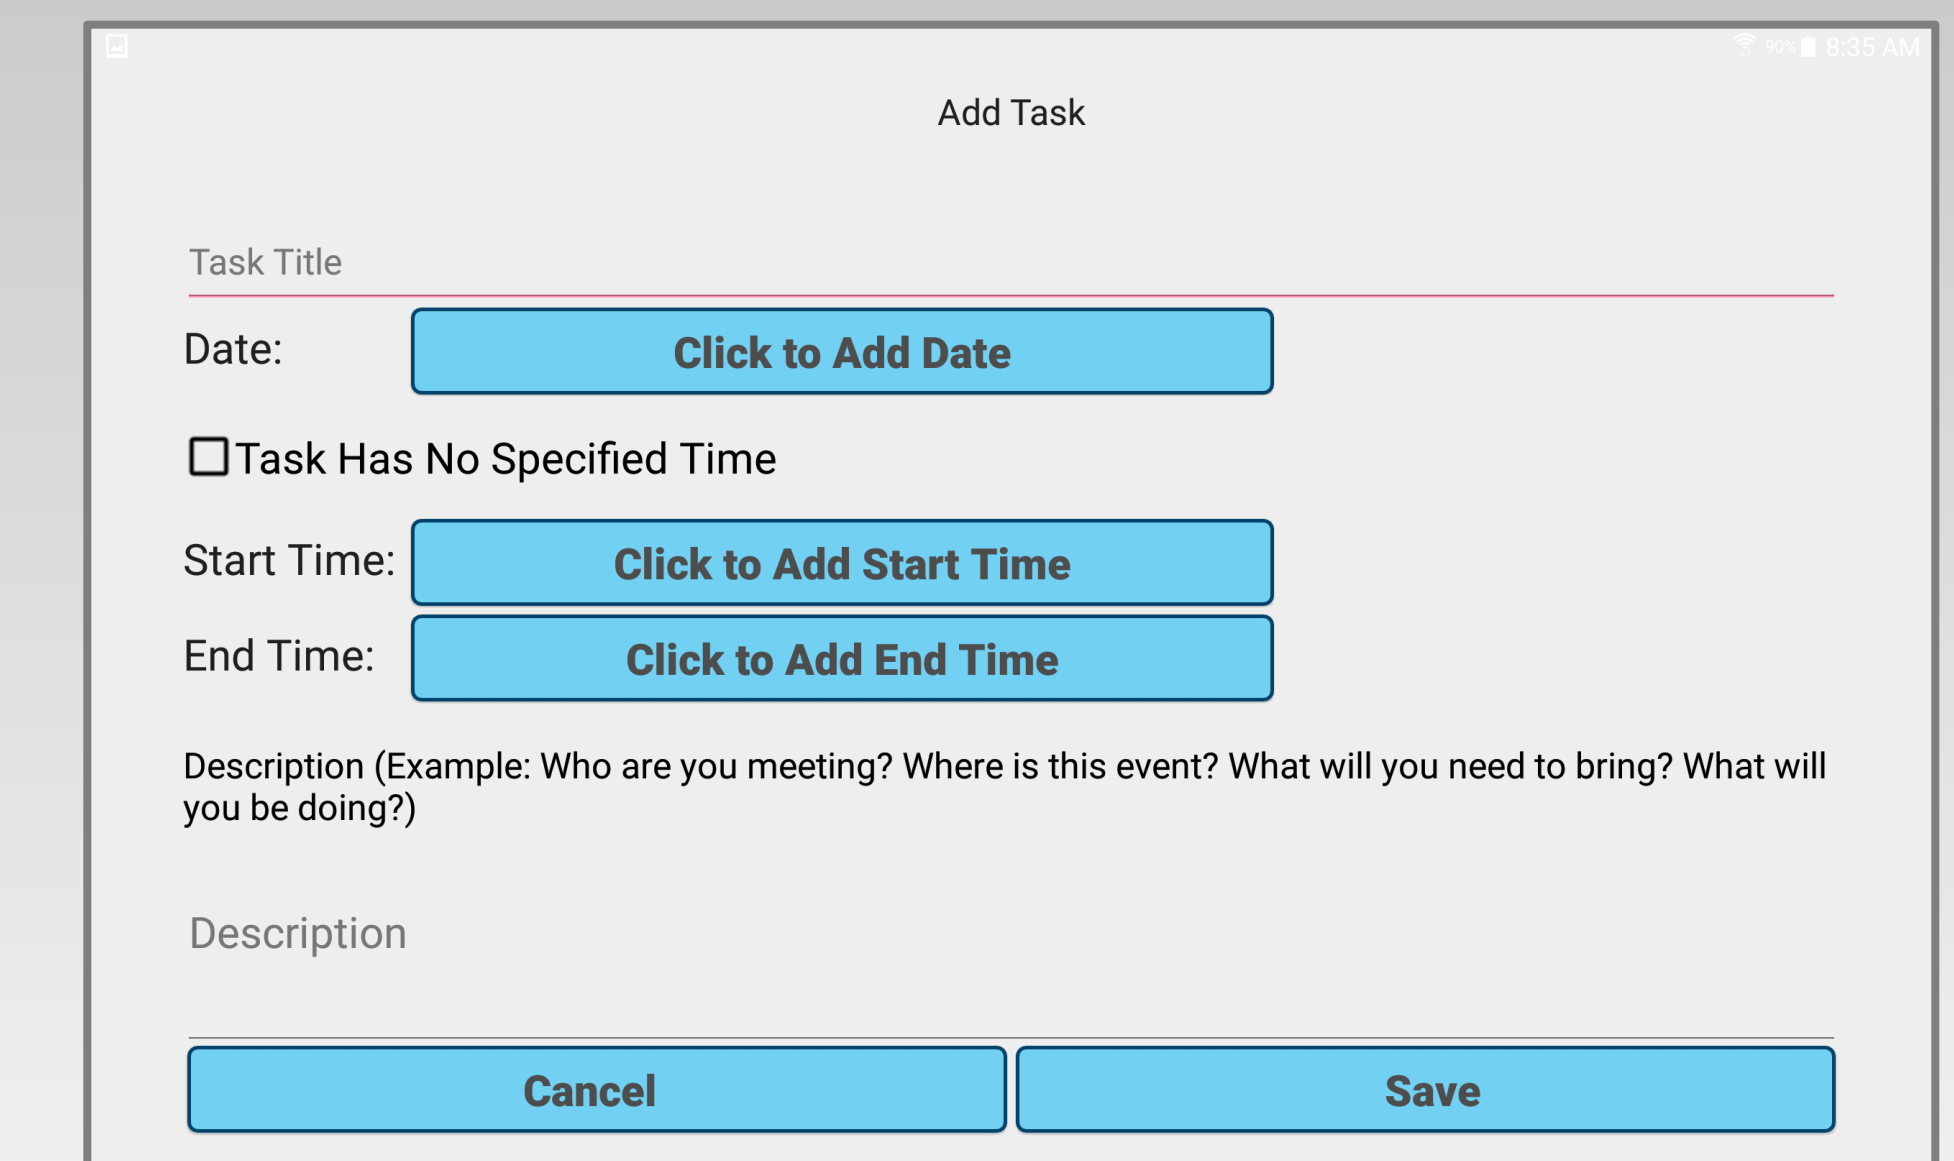 90% 8:35 AM
Add Task
Task Title
Date: Click to Add Date
Task Has No Specified Time
Start Time: Click to Add Start Time
End Time: Click to Add End Time
Description (Example: Who are you meeting? Where is this event? What will you need to bring? What will
you be doing?)
Description
Cancel Save